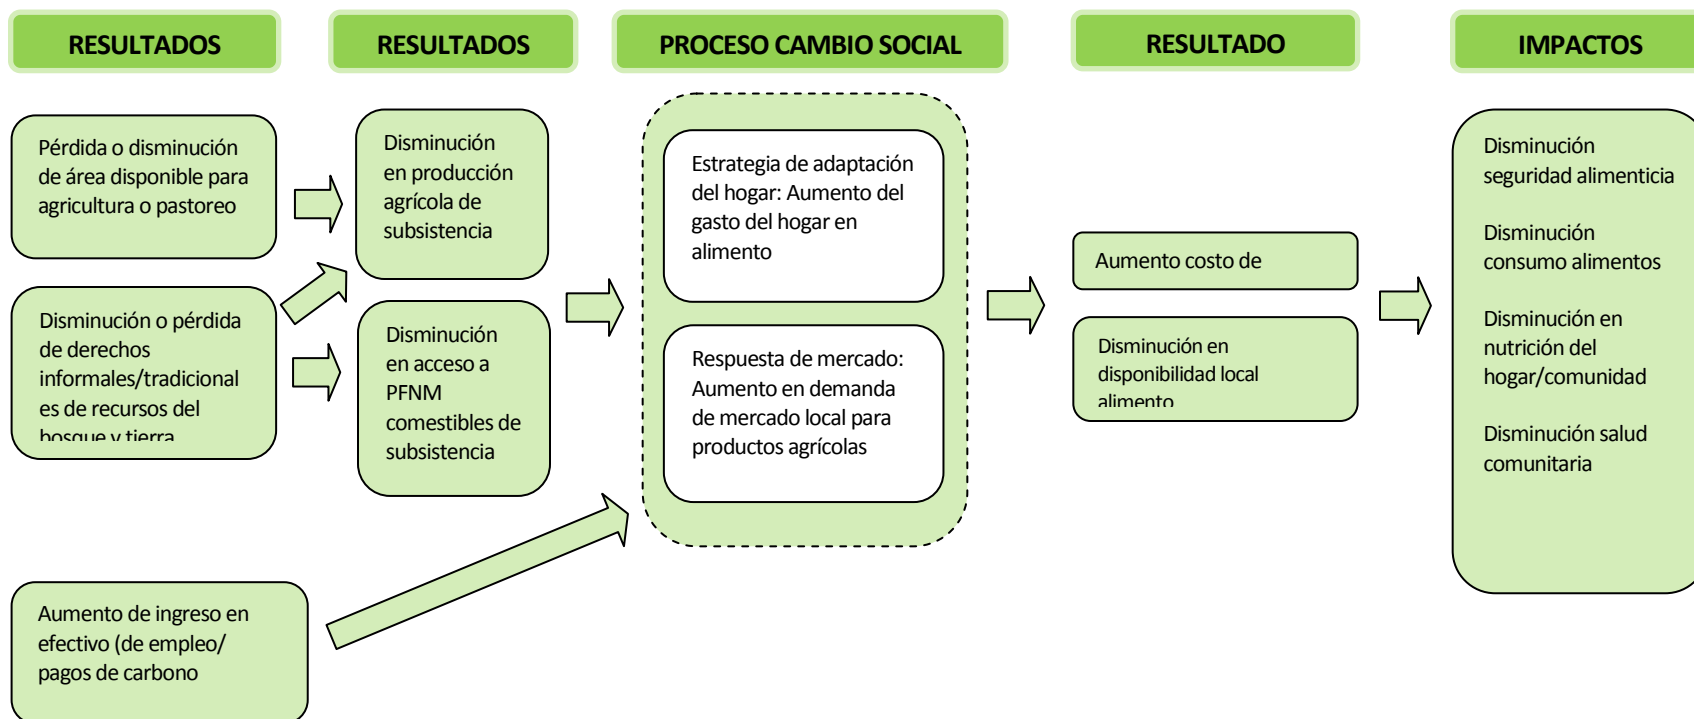 RESULTADOS
RESULTADOS
PROCESO CAMBIO SOCIAL
RESULTADO
IMPACTOS
Pérdida o disminución
de área disponible para
agricultura o pastoreo
Disminución o pérdida
de derechos
informales/tradicional
es de recursos del
bosque y tierra
Aumento de ingreso en
efectivo (de empleo/
pagos de carbono
Disminución
en producción
agrícola de
subsistencia
Disminución
en acceso a
PFNM
comestibles de
subsistencia
Estrategia de adaptación
del hogar: Aumento del
gasto del hogar en
alimento
Respuesta de mercado:
Aumento en demanda
de mercado local para
productos agrícolas
Aumento costo de
Disminución en
disponibilidad local
alimento
Disminución
seguridad alimenticia
Disminución
consumo alimentos
Disminución en
nutrición del
hogar/comunidad
Disminución salud
comunitaria